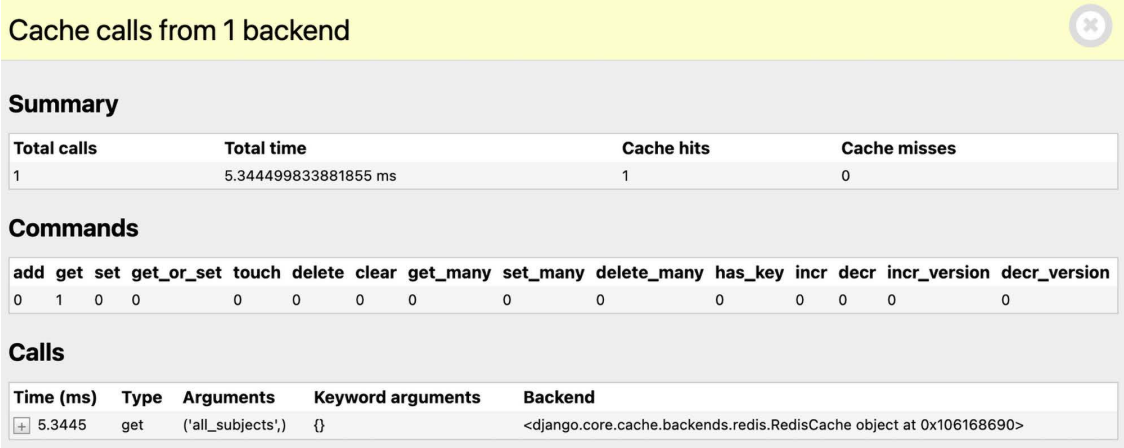 Cache calls from 1 backend
Summary
Total calls Total time Cache hits Cache misses
1 5.344499833881855 ms 1 0
Commands
add get set get_or_set touch delete clear get_many set_many delete_many has_key incr decr incr_version decr_version
0 1 0 0 0 0 0 0 0 0 0 0 0 0 0
Calls
Time (ms) Type Arguments Keyword arguments Backend
+ 5.3445 get ('all_subjects',) {} <django.core.cache.backends.redis.RedisCache object at 0x106168690>